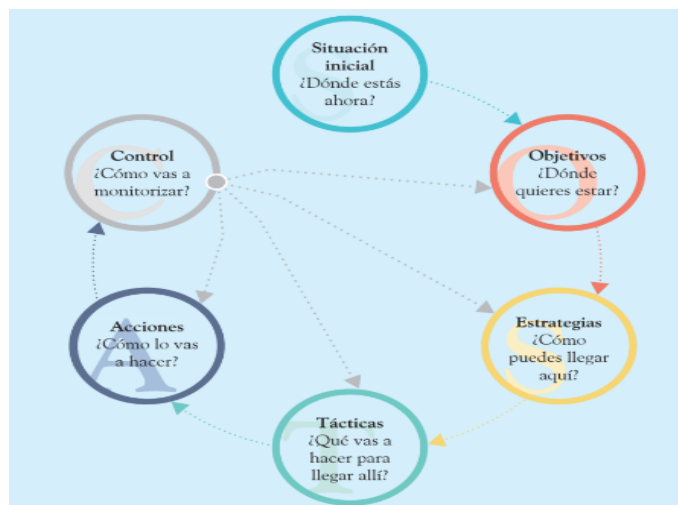 Situación
inicial
¿Dónde estás
ahora?
S
Objetivos
¿Dónde
quieres estar?
O
Estrategias
¿Cómo
puedes llegar
aquí?
S
Tácticas
¿Qué vas a
hacer para
llegar allí?
T
Acciones
¿Cómo lo vas
a hacer?
A
Control
¿Cómo vas a
monitorizar?
C